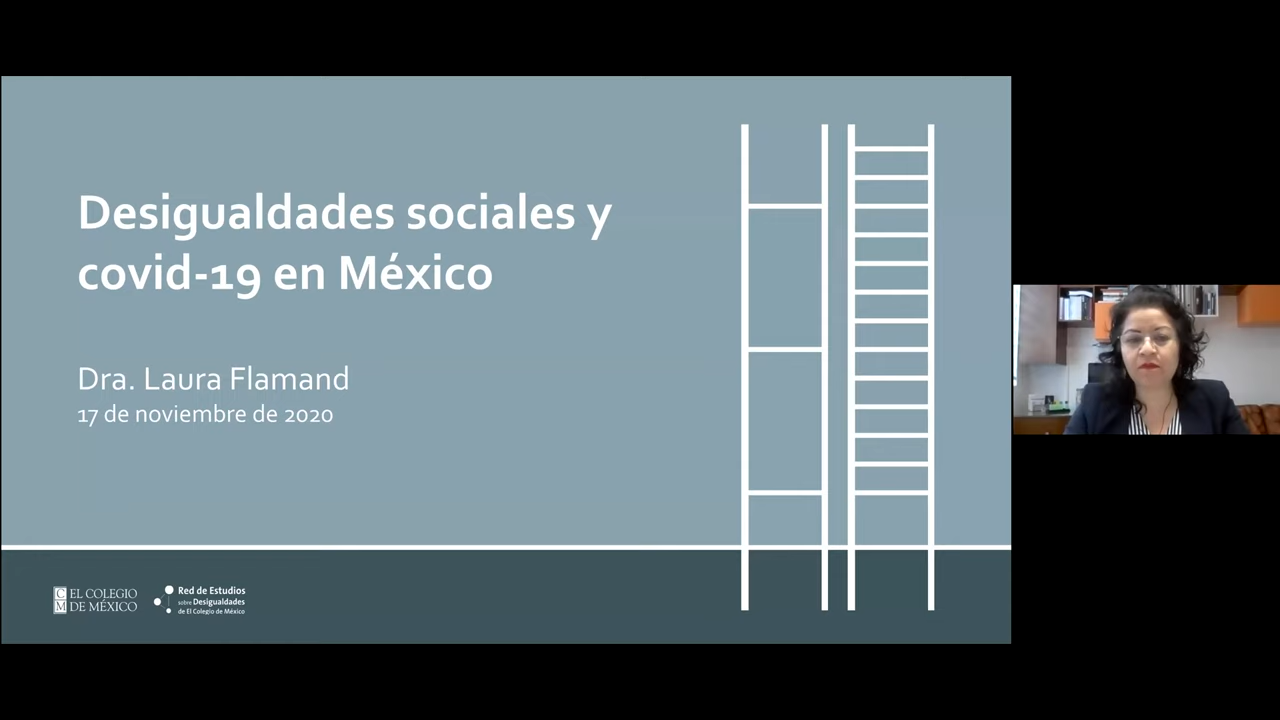 Desigualdades sociales y
covid-19 en México
Dra. Laura Flamand
17 de noviembre de 2020
CM
EL COLEGIO
DE MÉXICO
Red de Estudios
sobre Desigualdades
de El Colegio de México